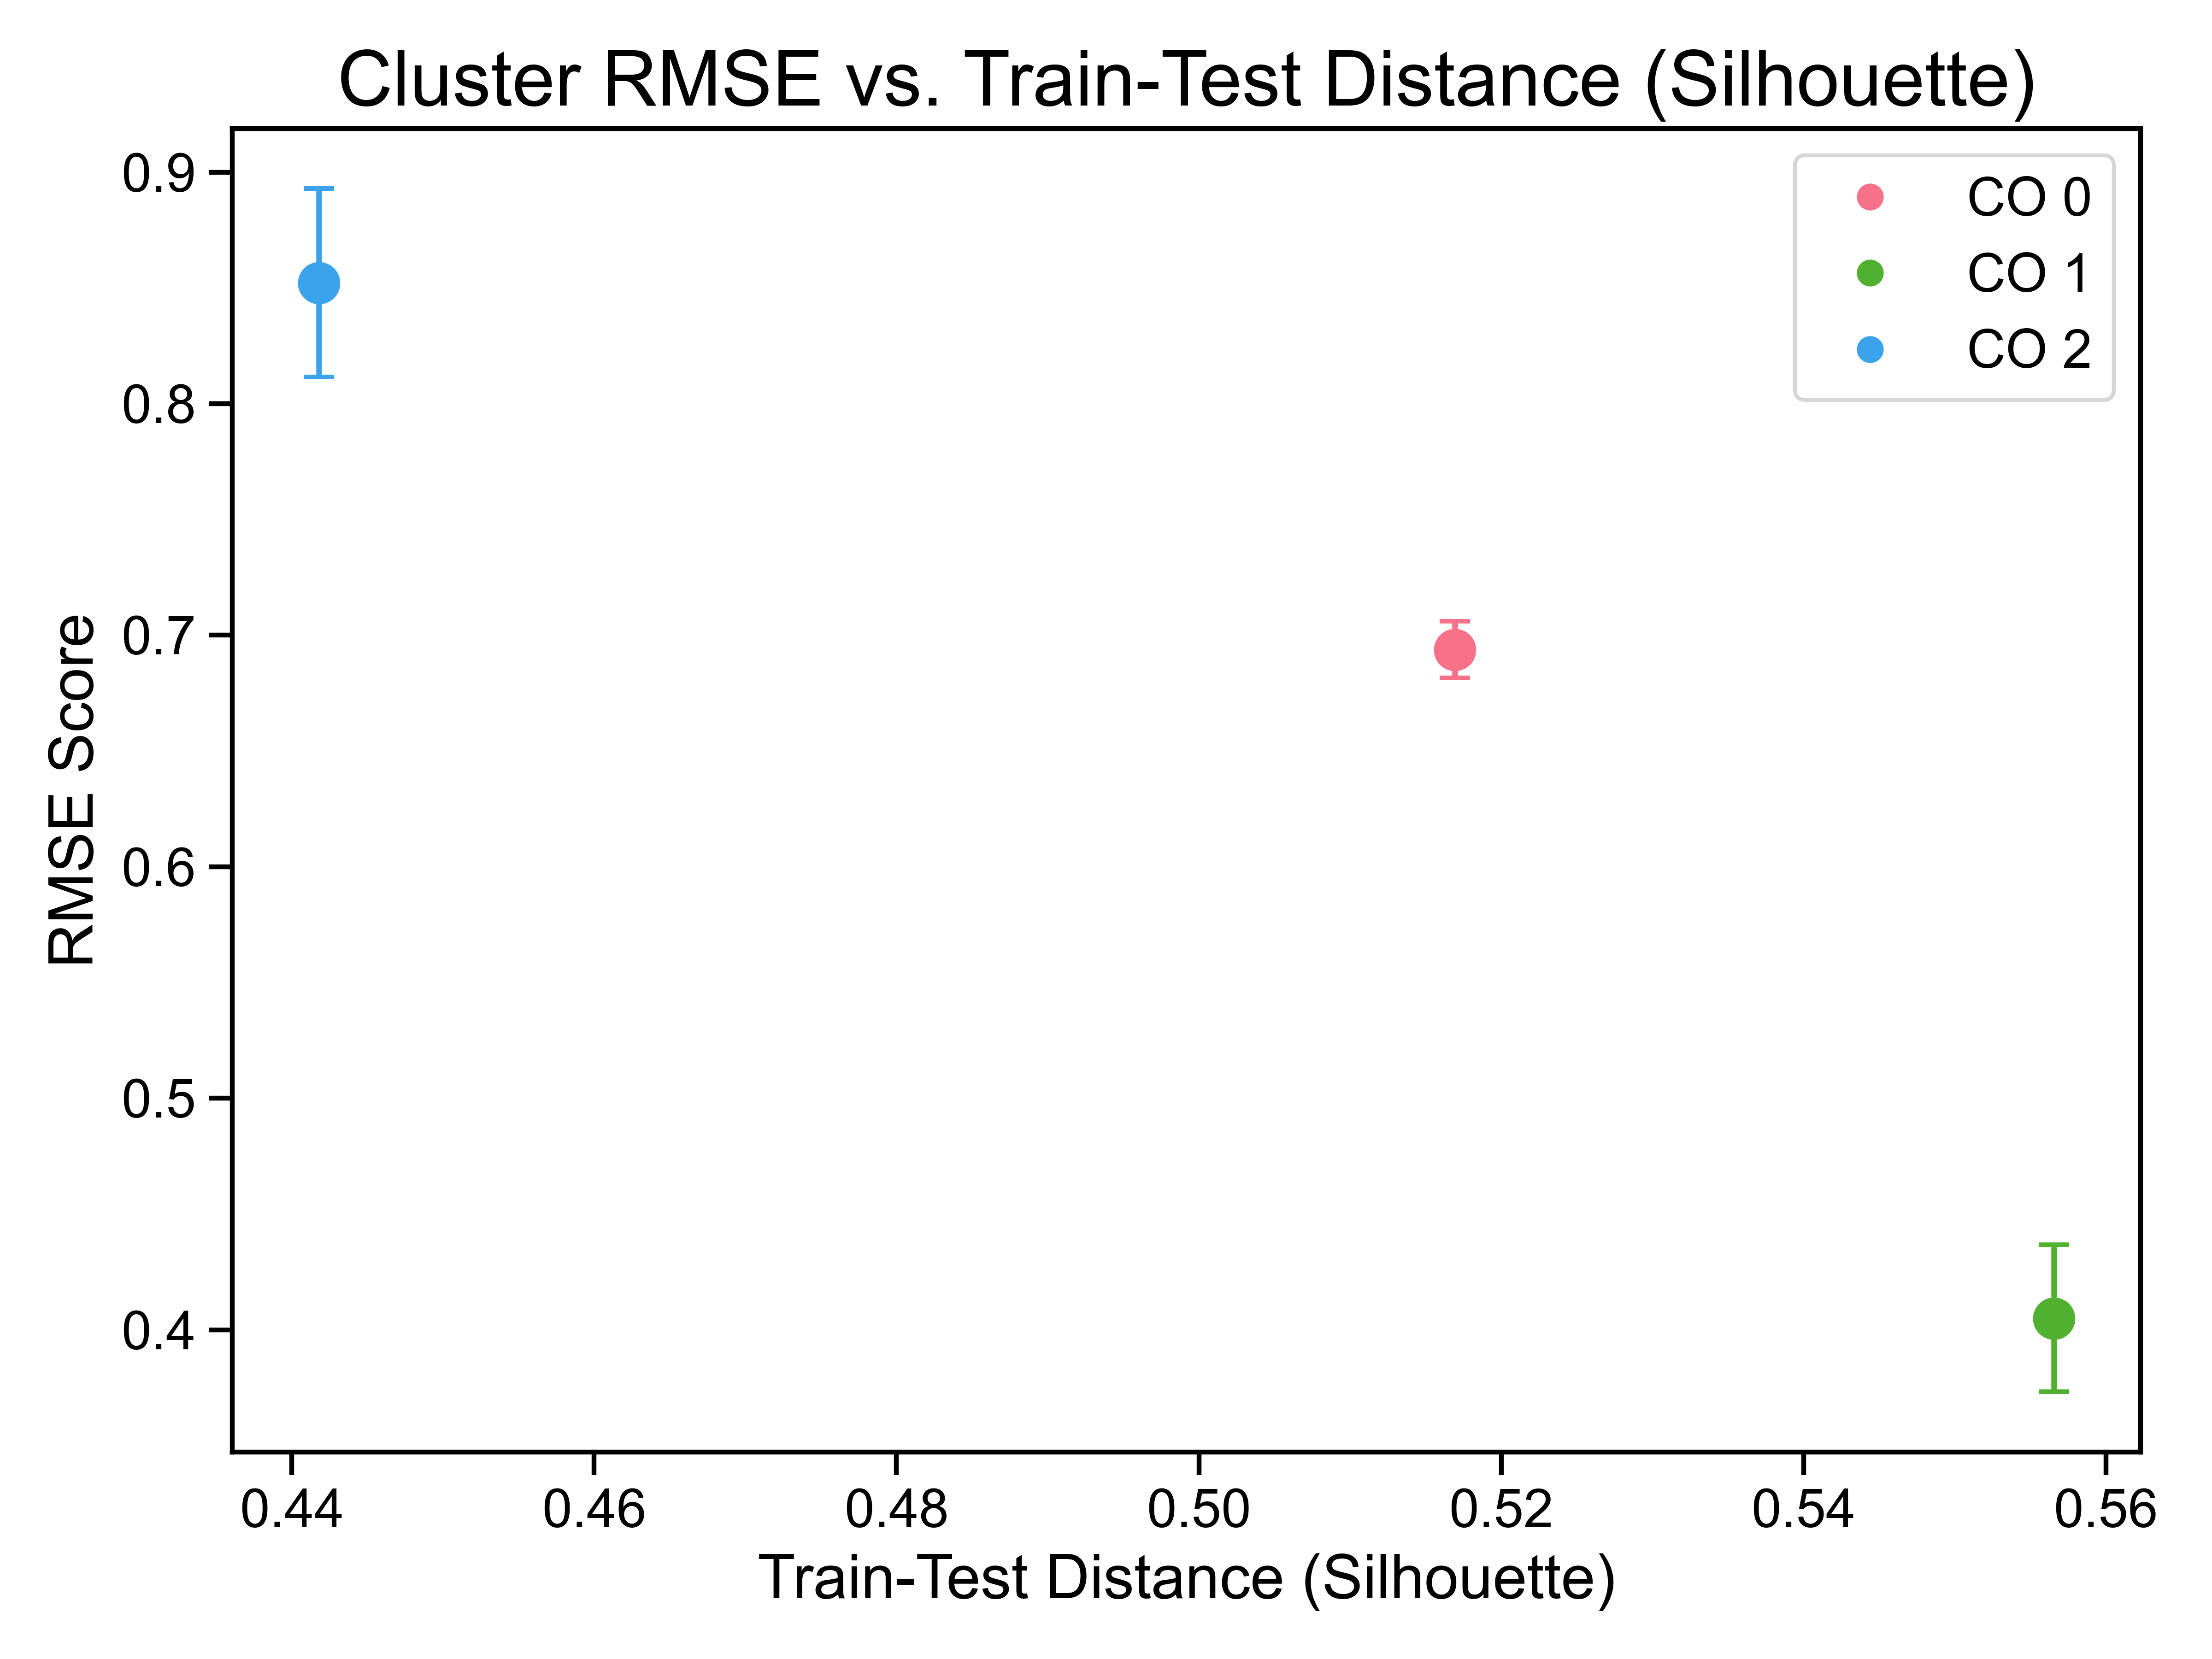 Cluster RMSE vs. Train-Test Distance (Silhouette)
CO 0
CO 1
CO 2
0.9
0.8
0.7
0.6
0.5
0.4
RMSE Score
0.44 0.46 0.48 0.50 0.52 0.54 0.56
Train-Test Distance (Silhouette)